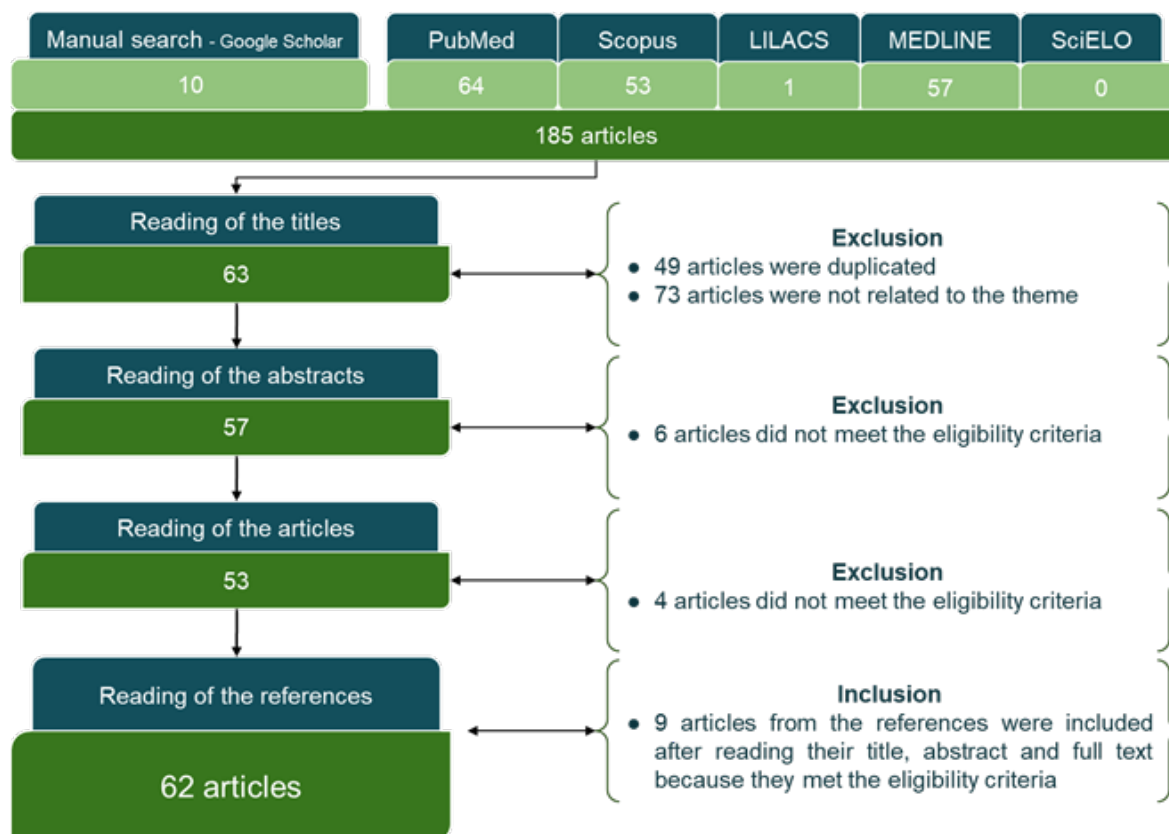 Manual search - Google Scholar
PubMed
Scopus
LILACS
MEDLINE
SciELO
10
64
53
1
57
0
185 articles
Reading of the titles
63
Exclusion
● 49 articles were duplicated
● 73 articles were not related to the theme
Reading of the abstracts
57
Exclusion
● 6 articles did not meet the eligibility criteria
Reading of the articles
53
Exclusion
● 4 articles did not meet the eligibility criteria
Reading of the references
62 articles
Inclusion
● 9 articles from the references were included
after reading their title, abstract and full text
because they met the eligibility criteria